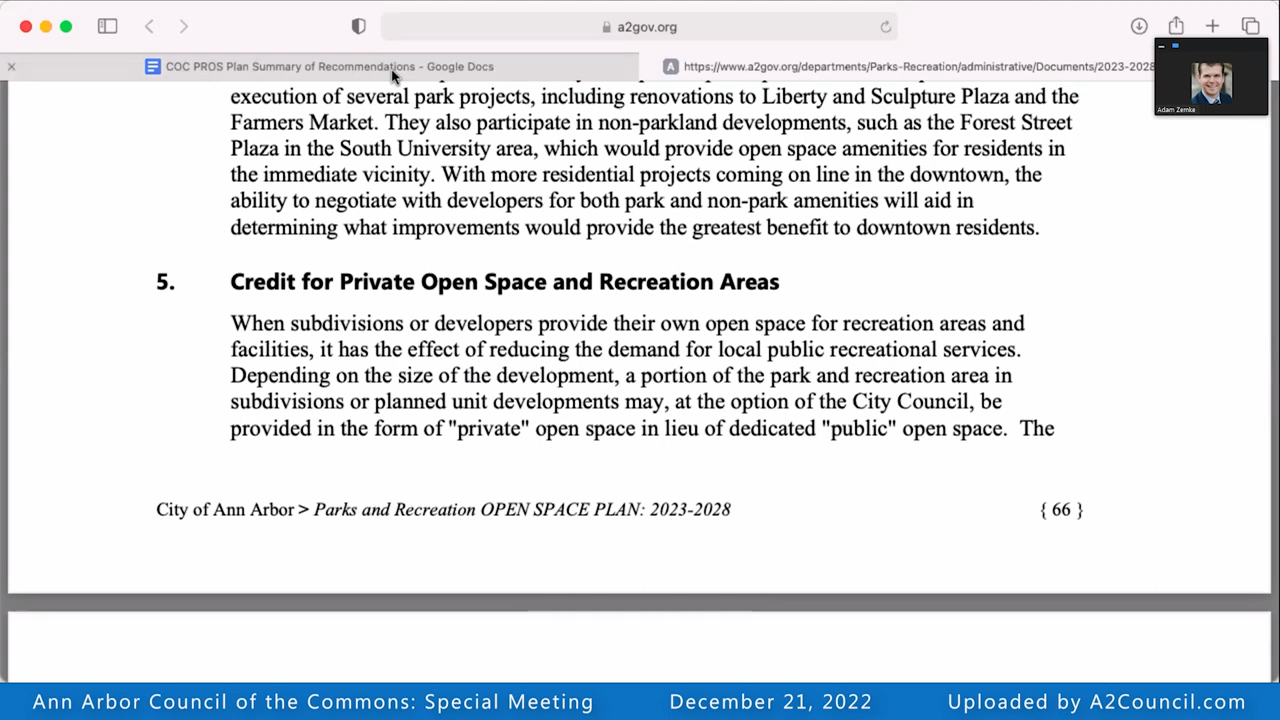 a2gov.org
COC PROS Plan Summary of Recommendations - Google Docs
https://www.a2gov.org/departments/Parks-Recreation/administrative/Documents/2023-2028
Adam Zemke
execution of several park projects, including renovations to Liberty and Sculpture Plaza and the
Farmers Market. They also participate in non-parkland developments, such as the Forest Street
Plaza in the South University area, which would provide open space amenities for residents in
the immediate vicinity. With more residential projects coming on line in the downtown, the
ability to negotiate with developers for both park and non-park amenities will aid in
determining what improvements would provide the greatest benefit to downtown residents.
5. Credit for Private Open Space and Recreation Areas
When subdivisions or developers provide their own open space for recreation areas and
facilities, it has the effect of reducing the demand for local public recreational services.
Depending on the size of the development, a portion of the park and recreation area in
subdivisions or planned unit developments may, at the option of the City Council, be
provided in the form of "private" open space in lieu of dedicated "public" open space. The
City of Ann Arbor > Parks and Recreation OPEN SPACE PLAN: 2023-2028 { 66 }
Ann Arbor Council of the Commons: Special Meeting December 21, 2022 Uploaded by A2Council.com